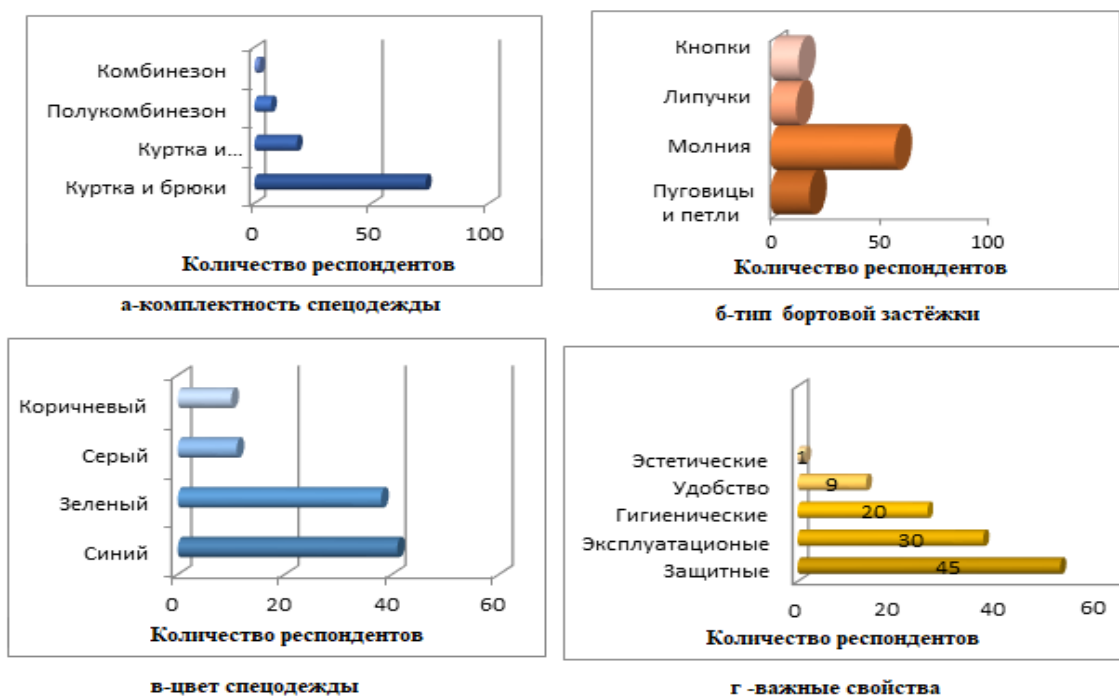 Комбинезон
Полукомбинезон
Куртка и...
Куртка и брюки
0 50 100
Количество респондентов
а-комплектность спецодежды
Кнопки
Липучки
Молния
Пуговицы
и петли
0 50 100
Количество респондентов
б-тип бортовой застёжки
Коричневый
Серый
Зеленый
Синий
0 20 40 60
Количество респондентов
в-цвет спецодежды
Эстетические 1
Удобство 9
Гигиенические 20
Эксплуатационые 30
Защитные 45
0 20 40 60
Количество респондентов
г -важные свойства